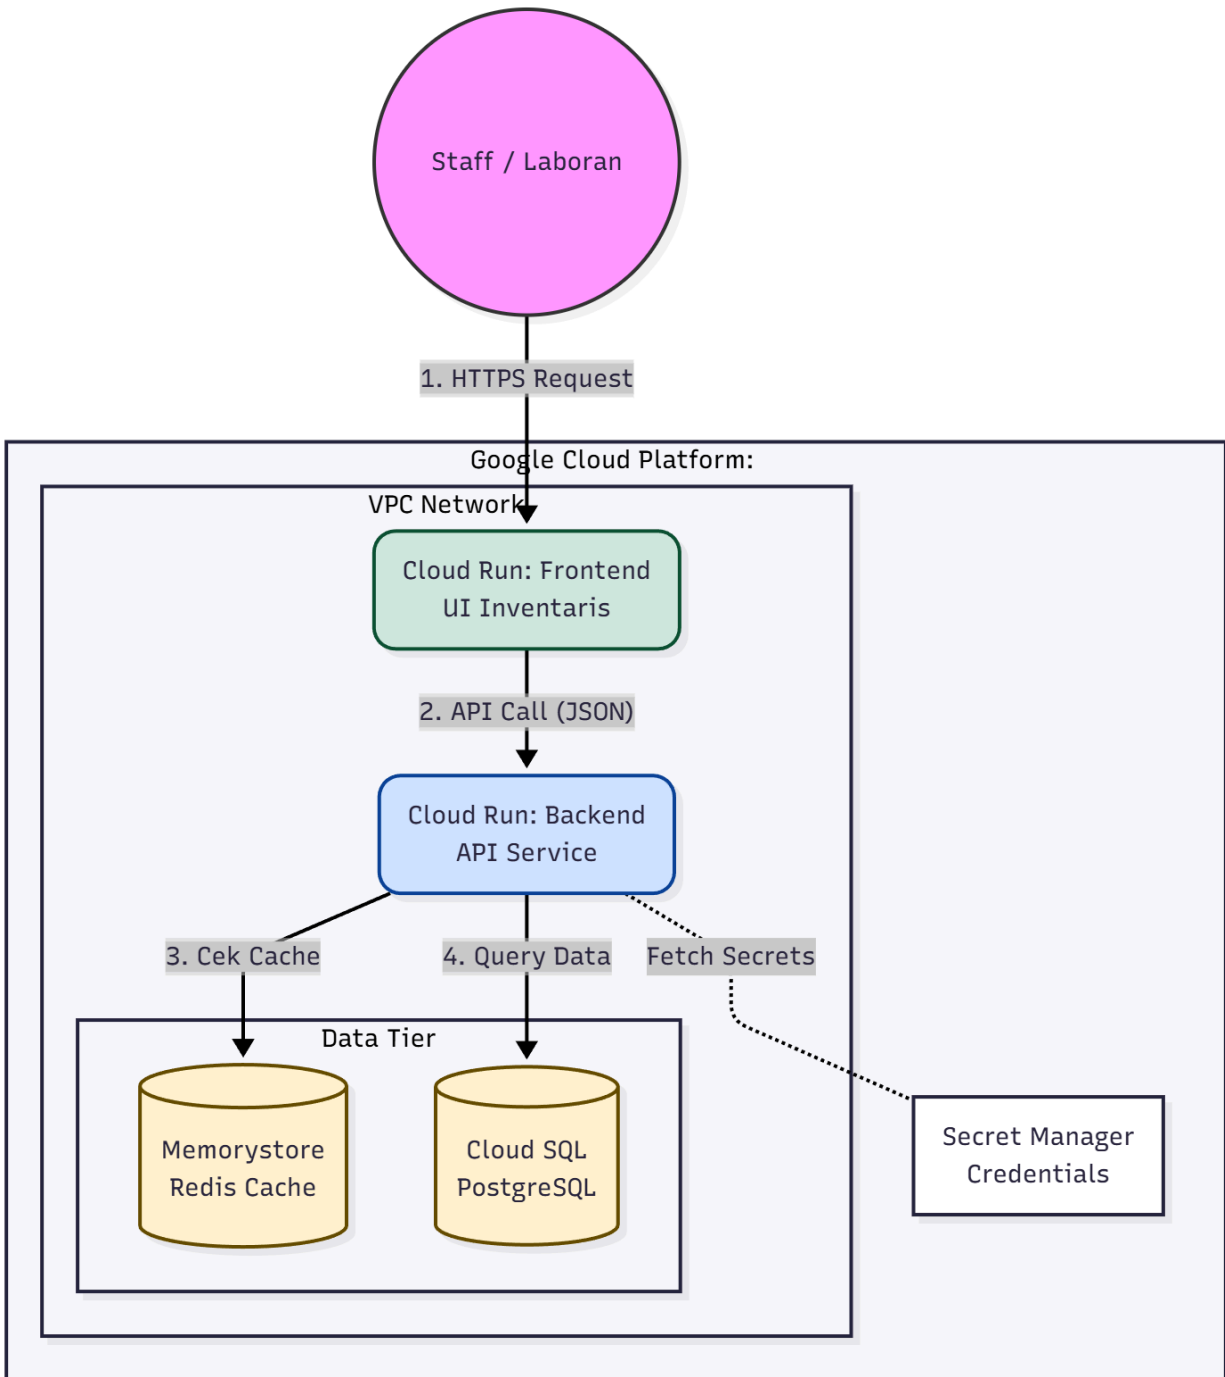 Staff / Laboran
1. HTTPS Request
Google Cloud Platform:
VPC Network
Cloud Run: Frontend
UI Inventaris
2. API Call (JSON)
Cloud Run: Backend
API Service
3. Cek Cache
4. Query Data
Fetch Secrets
Data Tier
Memorystore
Redis Cache
Cloud SQL
PostgreSQL
Secret Manager
Credentials